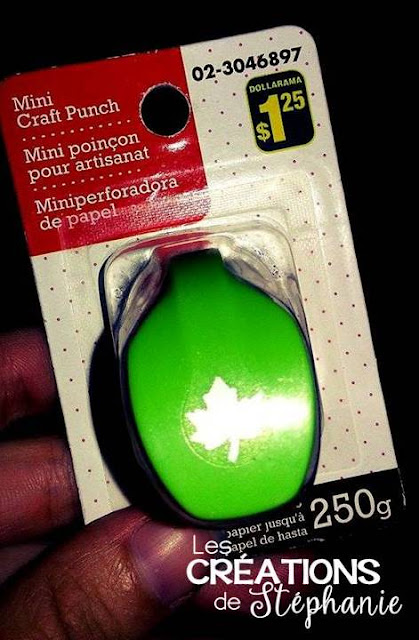 02-3046897
DOLLARAMA
$1.25
Mini
Craft Punch
Mini poinçon
pour artisanat
Miniperforadora
de papel
papier jusqu'à
papel de hasta
250g
Les
CRÉATIONS
de Stéphanie